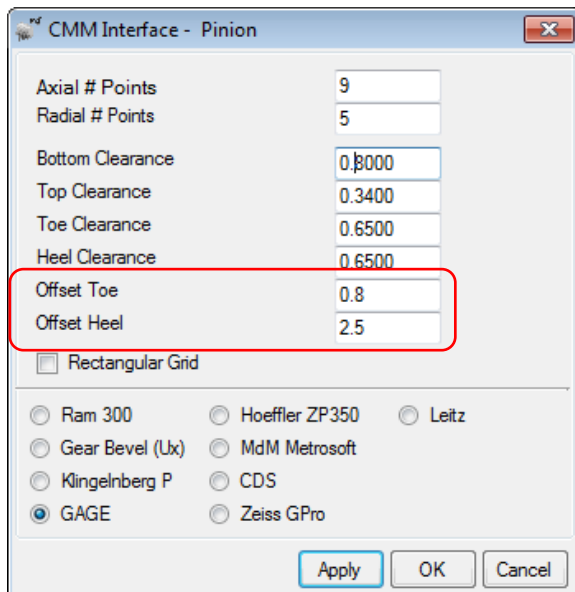 CMM Interface - Pinion
Axial # Points 9
Radial # Points 5
Bottom Clearance 0.8000
Top Clearance 0.3400
Toe Clearance 0.6500
Heel Clearance 0.6500
Offset Toe 0.8
Offset Heel 2.5
Rectangular Grid
Ram 300 Hoeffler ZP350 Leitz
Gear Bevel (Ux) MdM Metrosoft
Klingelnberg P CDS
GAGE Zeiss GPro
Apply OK Cancel